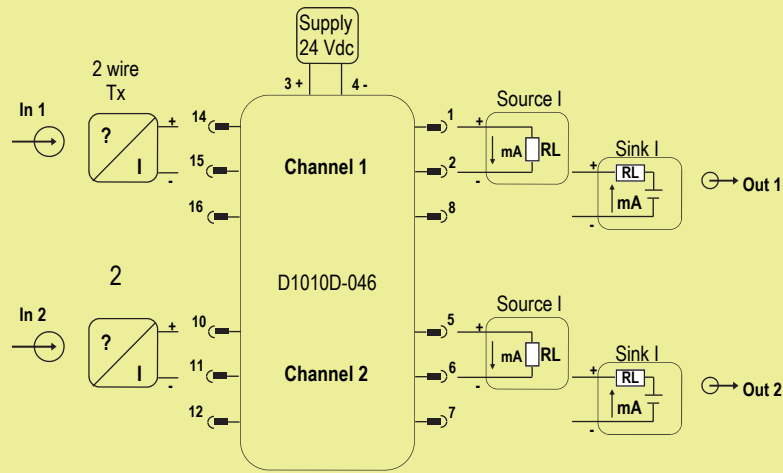 Supply
24 Vdc
3 + 4 -
2 wire
Tx
In 1
? I
+
-
14
15
16
Channel 1
1
2
8
Source I
+
-
mA RL
Sink I
+
-
RL
mA
Out 1
D1010D-046
2
In 2
? I
+
-
10
11
12
Channel 2
5
6
7
Source I
+
-
mA RL
Sink I
+
-
RL
mA
Out 2